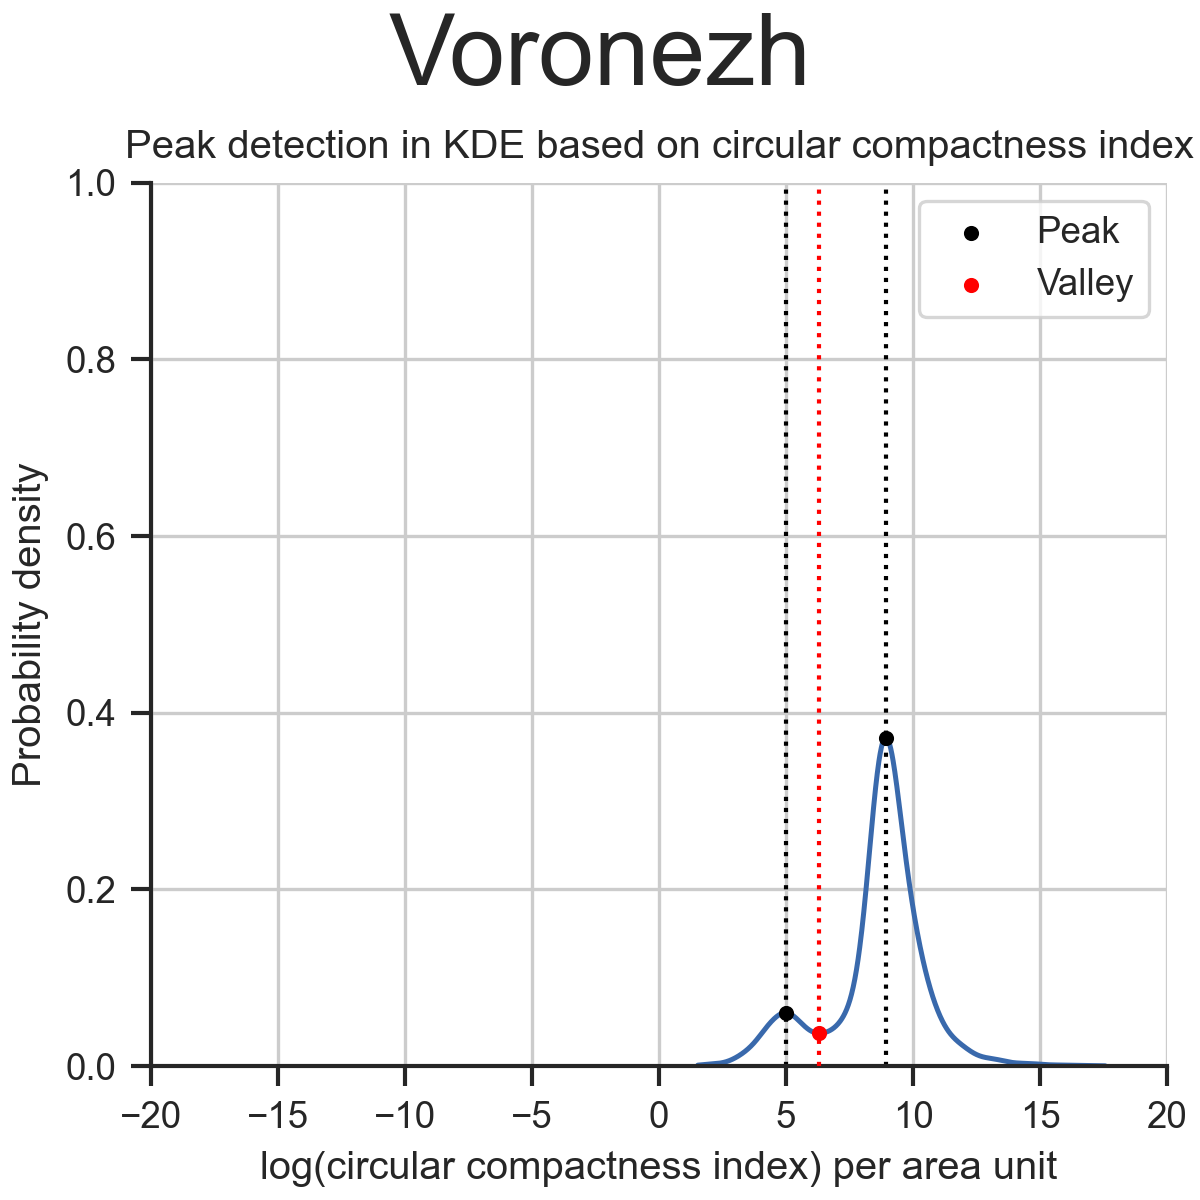 Voronezh
Peak detection in KDE based on circular compactness index
1.0
Peak
Valley
0.8
0.6
0.4
0.2
0.0
Probability density
−20 −15 −10 −5 0 5 10 15 20
log(circular compactness index) per area unit